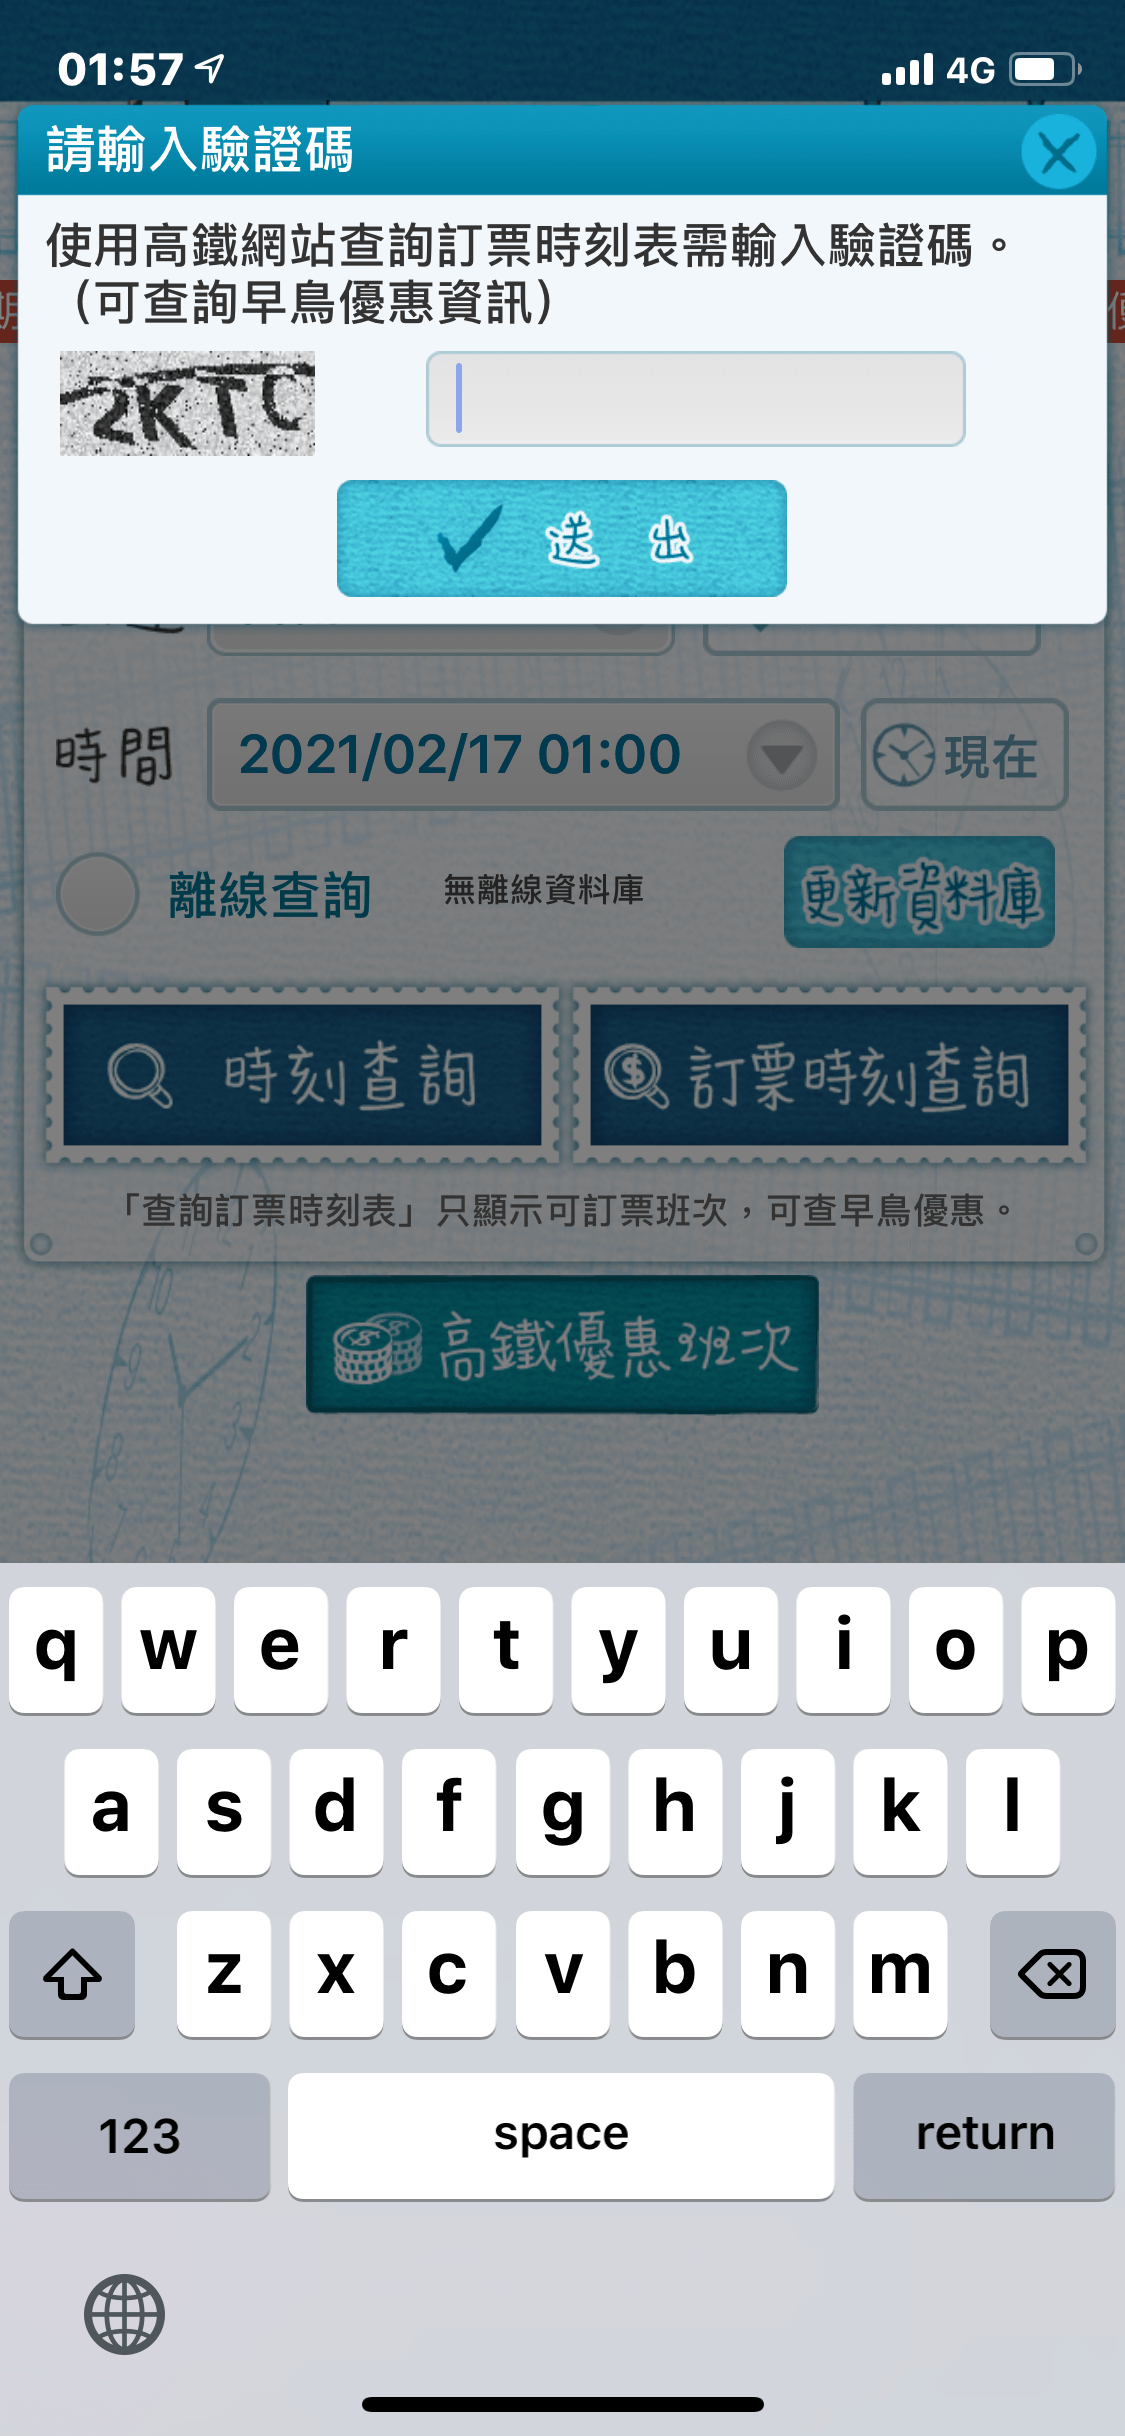 01:57
4G
請輸入驗證碼
使用高鐵網站查詢訂票時刻表需輸入驗證碼。
（可查詢早鳥優惠資訊）
送出
時間
2021/02/17 01:00
現在
離線查詢
無離線資料庫
更新資料庫
時刻查詢
訂票時刻查詢
「查詢訂票時刻表」只顯示可訂票班次，可查早鳥優惠。
高鐵優惠班次
q w e r t y u i o p
a s d f g h j k l
z x c v b n m
123 space return